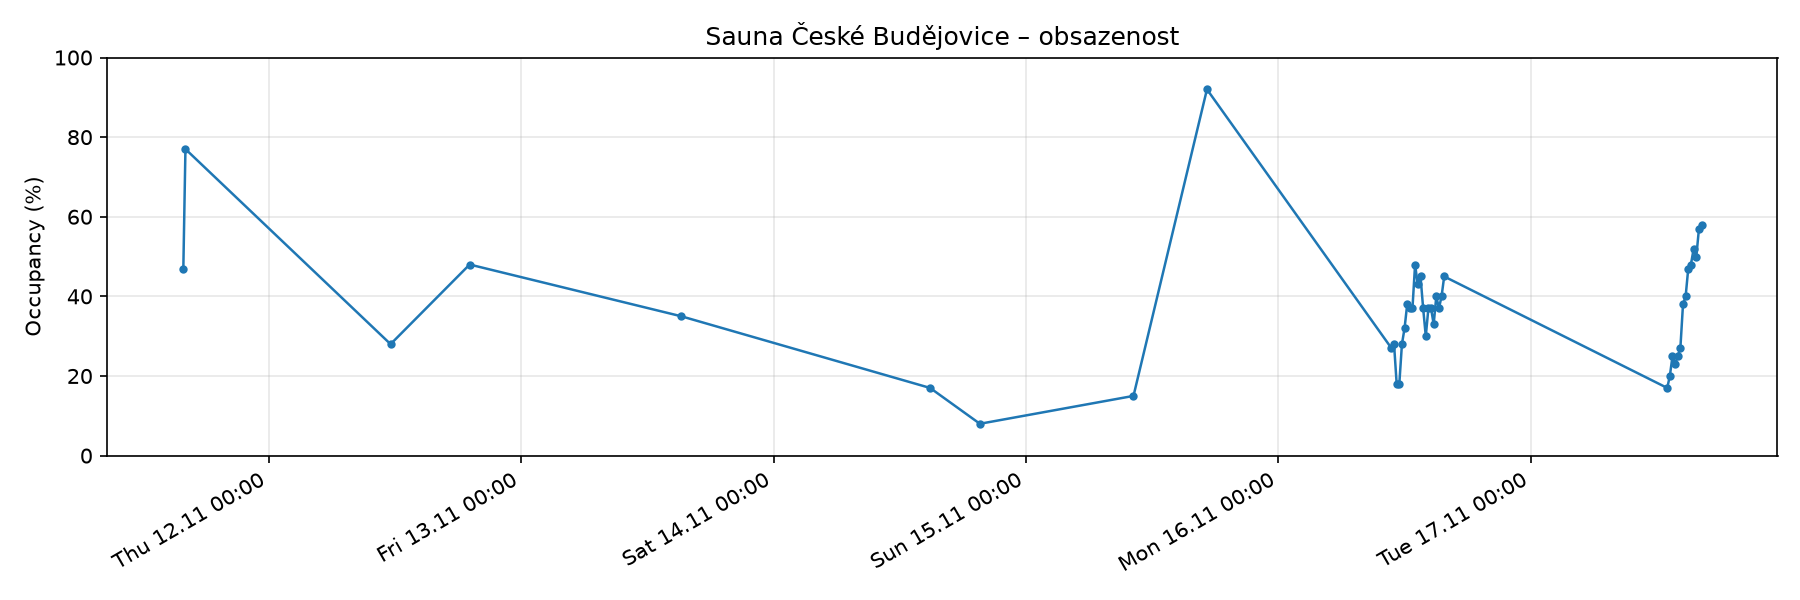 Sauna České Budějovice – obsazenost
Occupancy (%)
100
80
60
40
20
0
Thu 12.11 00:00
Fri 13.11 00:00
Sat 14.11 00:00
Sun 15.11 00:00
Mon 16.11 00:00
Tue 17.11 00:00